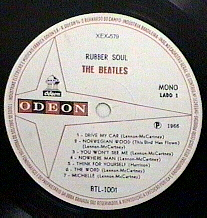 XEX-579
RUBBER SOUL
THE BEATLES
MONO
LADO 1
ODEON
℗ 1966
1 - DRIVE MY CAR (Lennon-McCartney)
2 - NORWEGIAN WOOD (This Bird Has Flown) (Lennon-McCartney)
3 - YOU WON'T SEE ME (Lennon-McCartney)
4 - NOWHERE MAN (Lennon-McCartney)
5 - THINK FOR YOURSELF (Harrison)
6 - THE WORD (Lennon-McCartney)
7 - MICHELLE (Lennon-McCartney)
BTL-1001